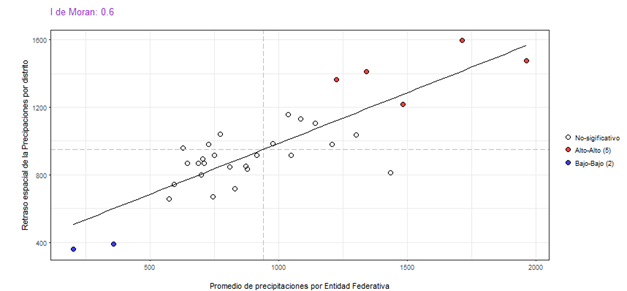 I de Moran: 0.6
Retraso espacial de la Precipaciones por distrito
1600
1200
800
400
500
1000
1500
2000
Promedio de precipitaciones por Entidad Federativa
No-sigificativo
Alto-Alto (5)
Bajo-Bajo (2)